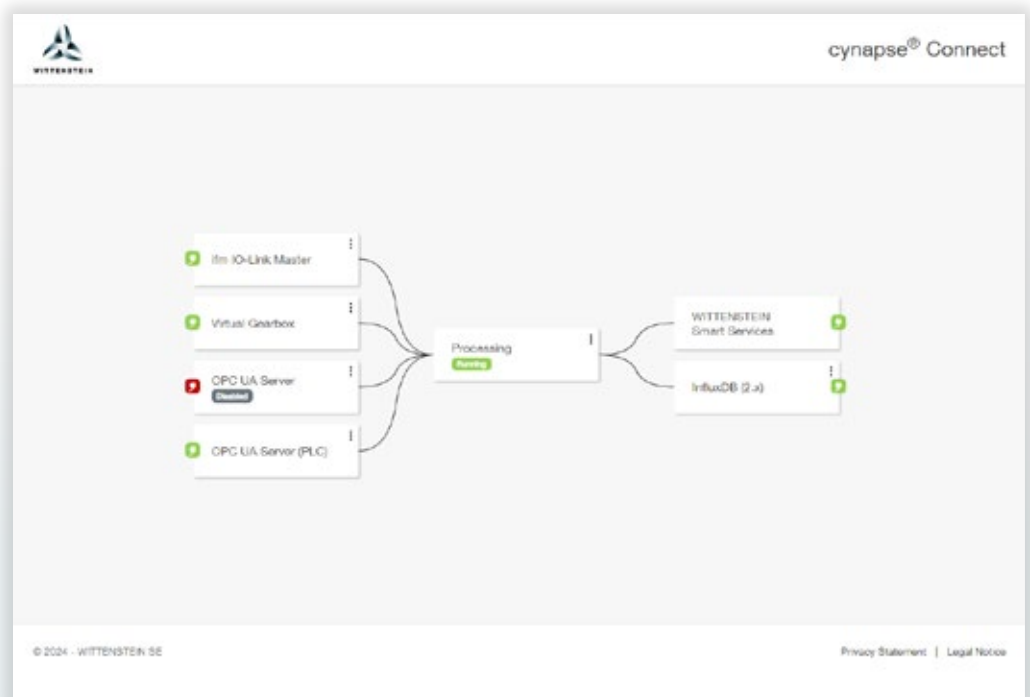 WITTENSTEIN
cynapse® Connect
ifm IO-Link Master
Virtual Gearbox
OPC UA Server
Disabled
OPC UA Server (PLC)
Processing
Running
WITTENSTEIN
Smart Services
InfluxDB (2.x)
© 2024 - WITTENSTEIN SE
Privacy Statement | Legal Notice